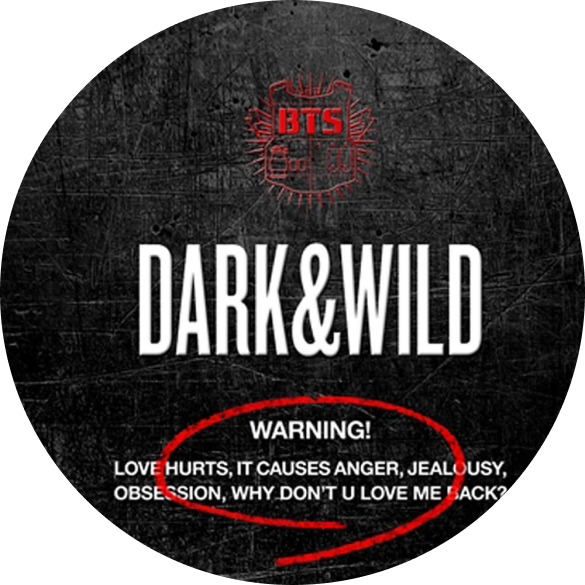 BTS
DARK&WILD
WARNING!
LOVE HURTS, IT CAUSES ANGER, JEALOUSY,
OBSESSION, WHY DON'T U LOVE ME BACK?